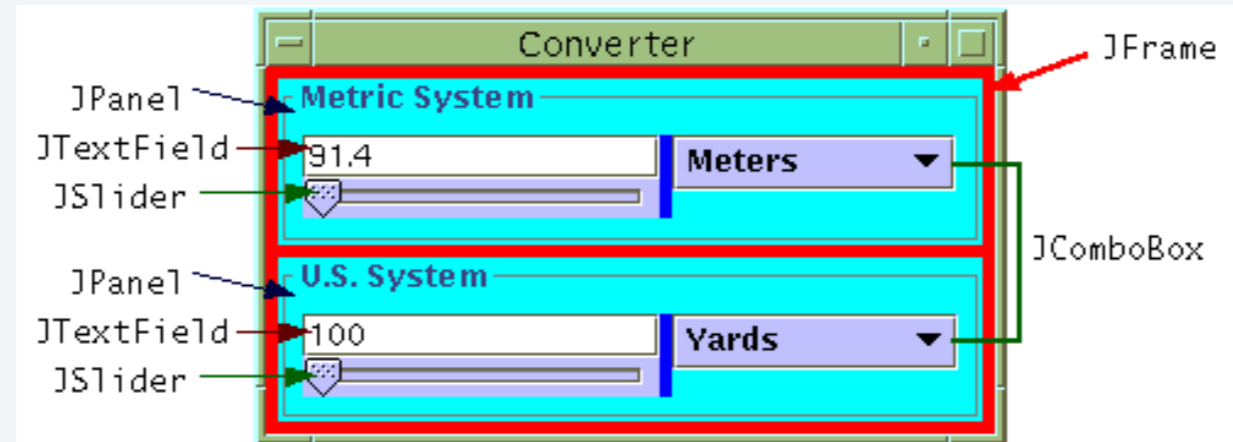 Converter
JFrame
JPanel
Metric System
JTextField
91.4
Meters
JSlider
JComboBox
JPanel
U.S. System
JTextField
100
Yards
JSlider